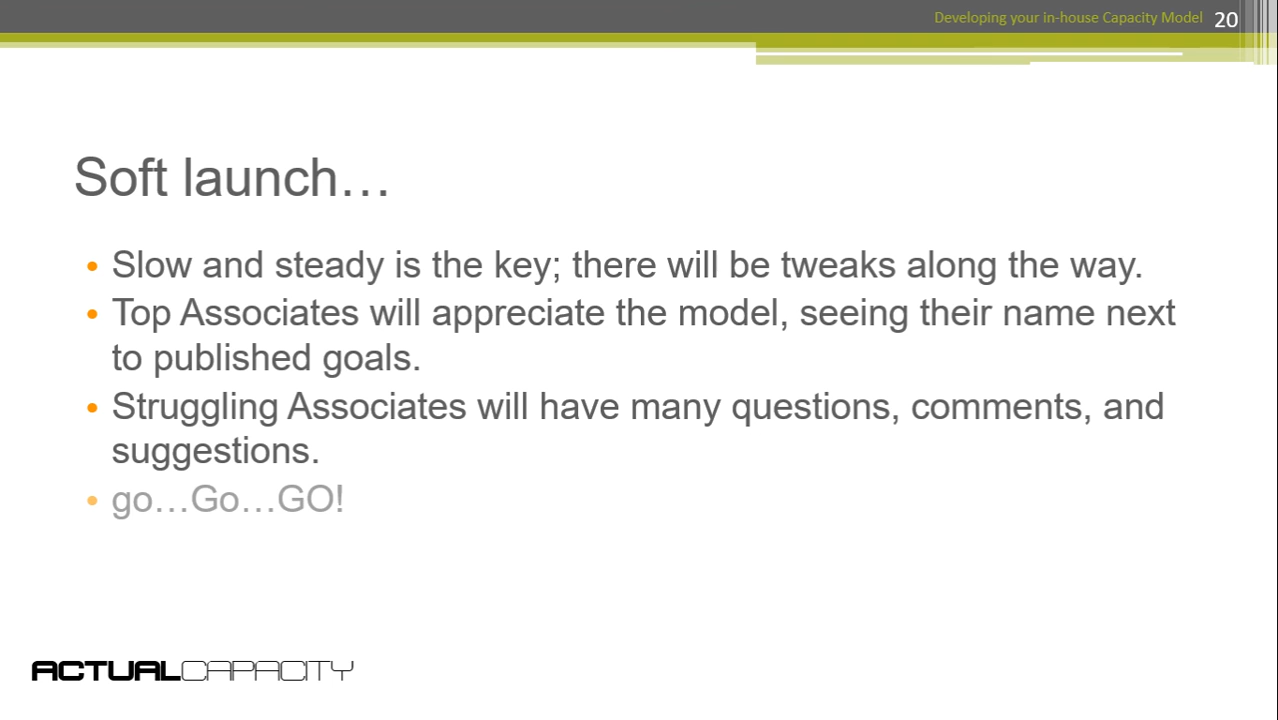 Developing your in-house Capacity Model 20
Soft launch…
• Slow and steady is the key; there will be tweaks along the way.
• Top Associates will appreciate the model, seeing their name next
to published goals.
• Struggling Associates will have many questions, comments, and
suggestions.
• go…Go…GO!
ACTUALCAPACITY